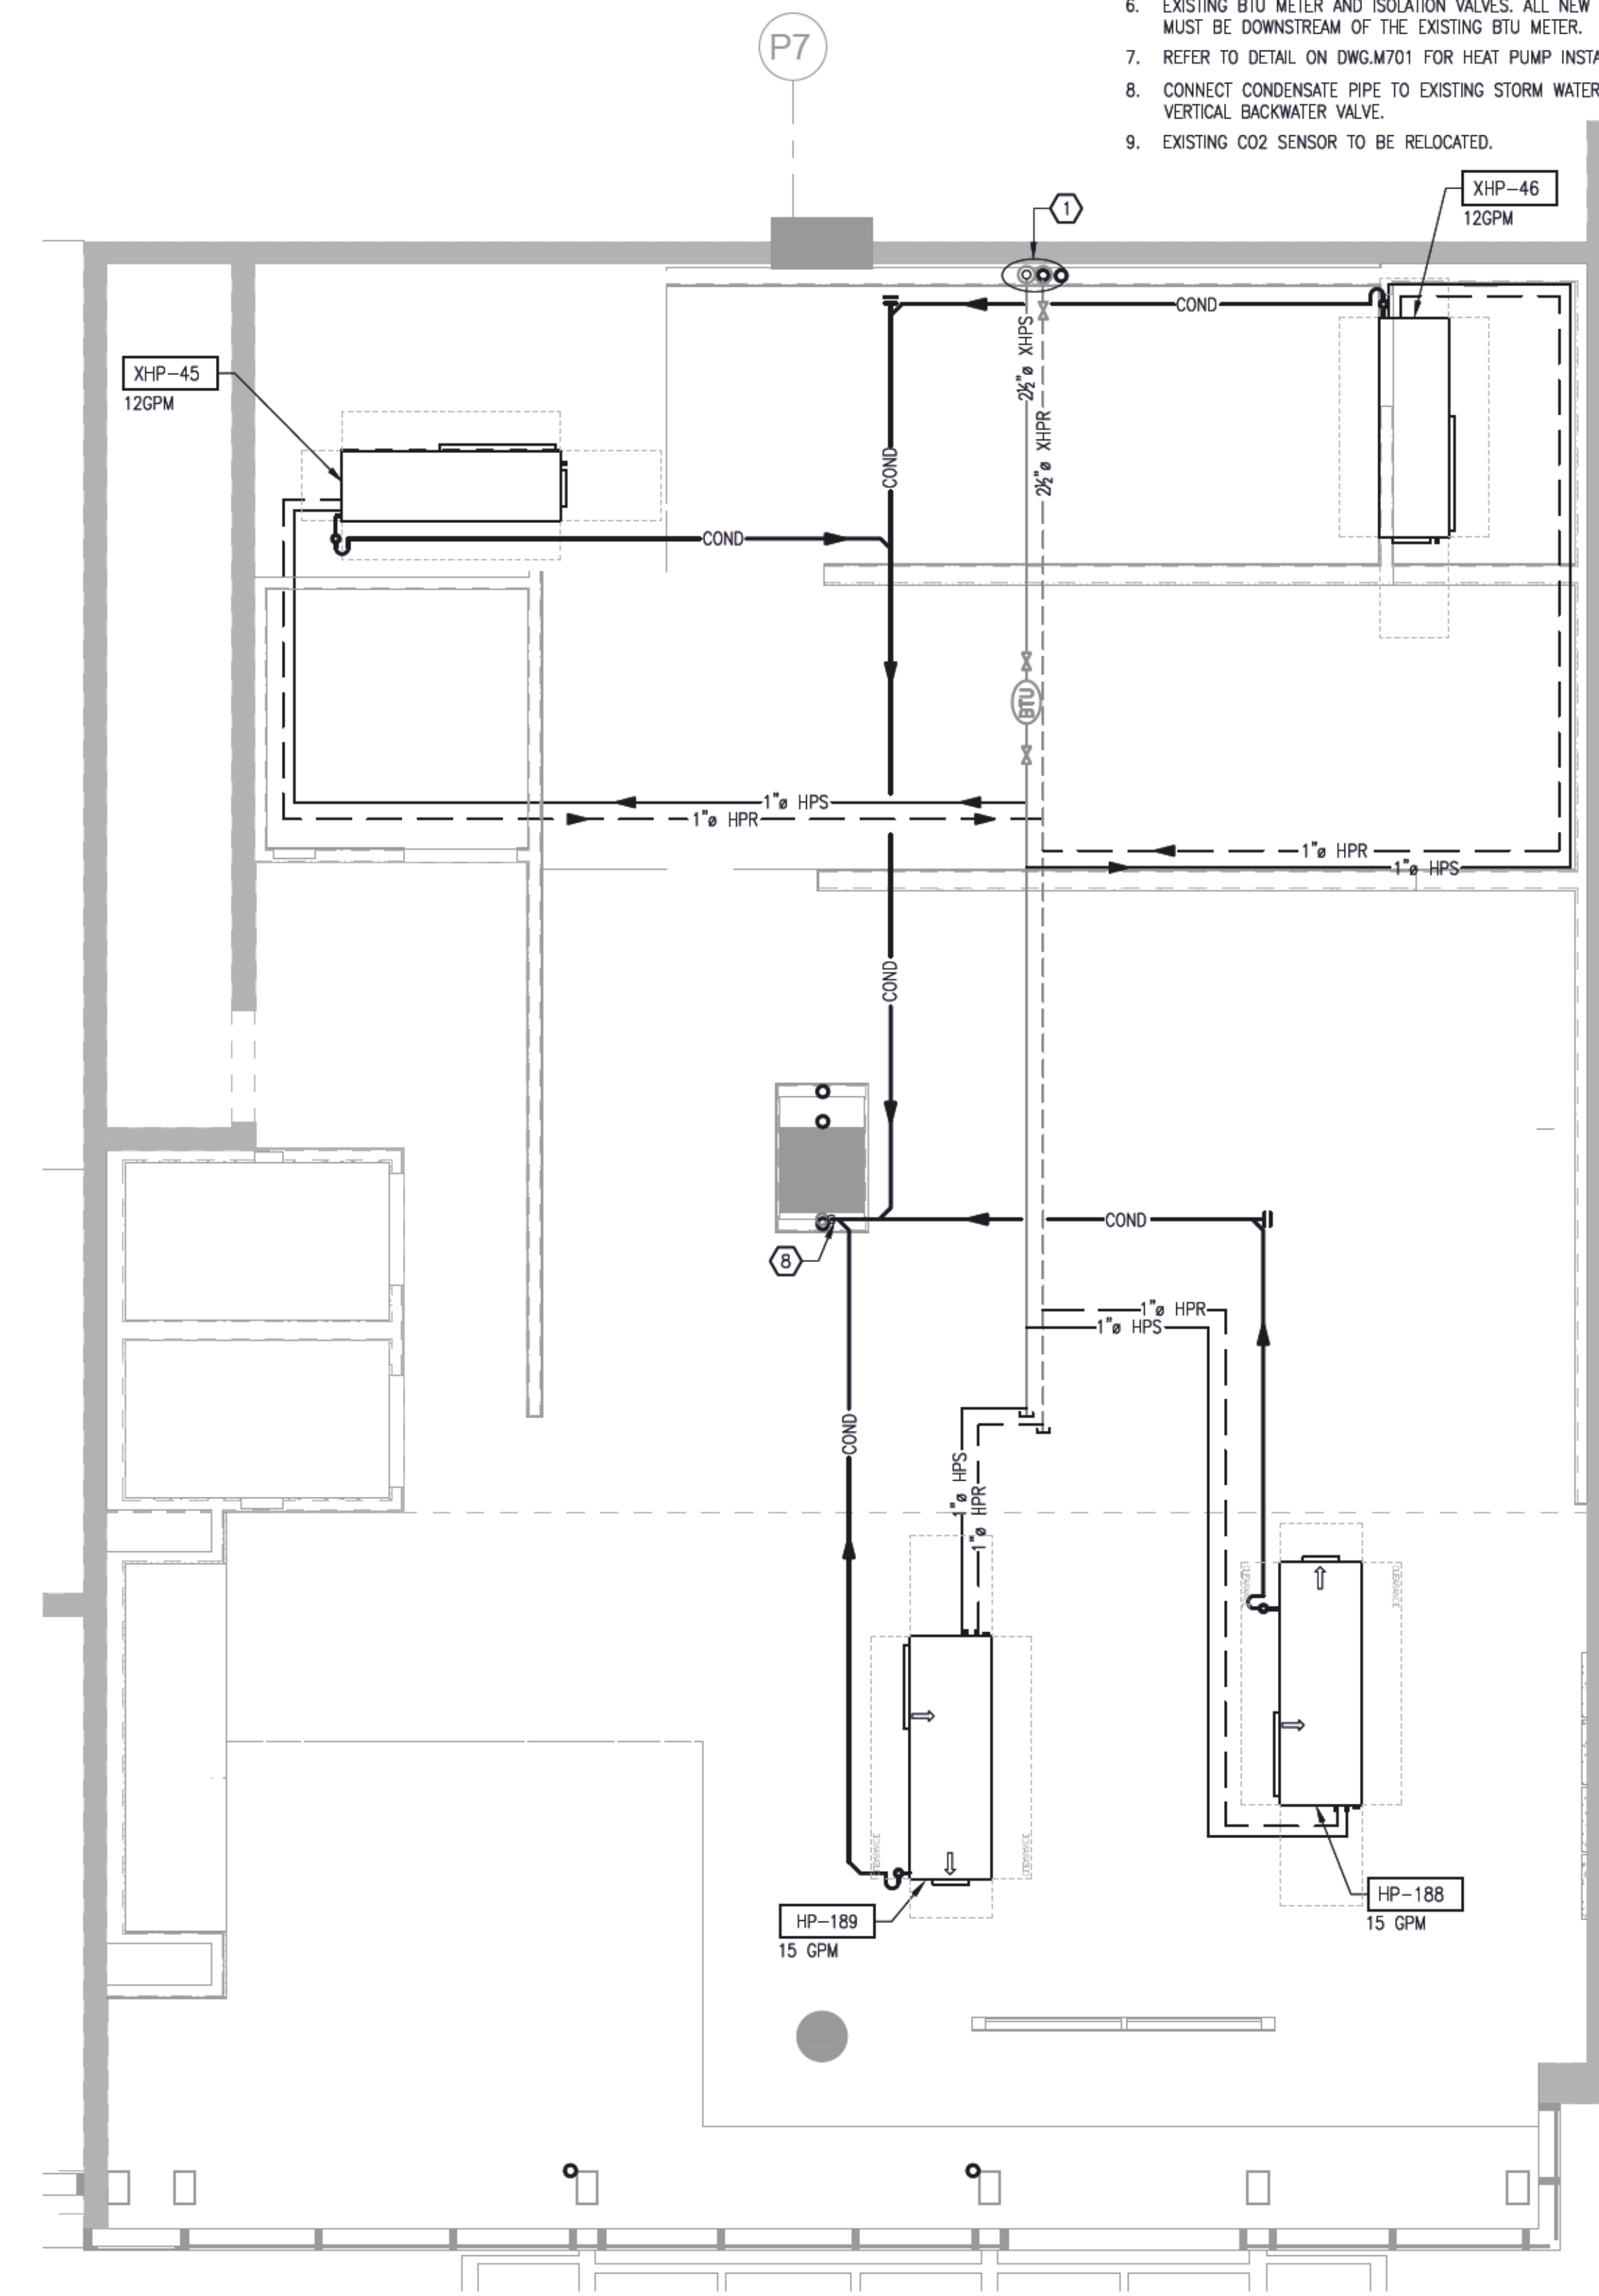 6. EXISTING BTU METER AND ISOLATION VALVES. ALL NEW
MUST BE DOWNSTREAM OF THE EXISTING BTU METER.
P7
7. REFER TO DETAIL ON DWG.M701 FOR HEAT PUMP INSTA
8. CONNECT CONDENSATE PIPE TO EXISTING STORM WATER
VERTICAL BACKWATER VALVE.
9. EXISTING CO2 SENSOR TO BE RELOCATED.
XHP-46
12GPM
1
COND
2½"ø XHPS
2½"ø XHPR
XHP-45
12GPM
COND
COND
BTU
1"ø HPS
1"ø HPR
1"ø HPR
1"ø HPS
COND
COND
8
1"ø HPR
1"ø HPS
COND
1"ø HPS
1"ø HPR
CLEARANCE
CLEARANCE
CLEARANCE
CLEARANCE
HP-188
15 GPM
HP-189
15 GPM